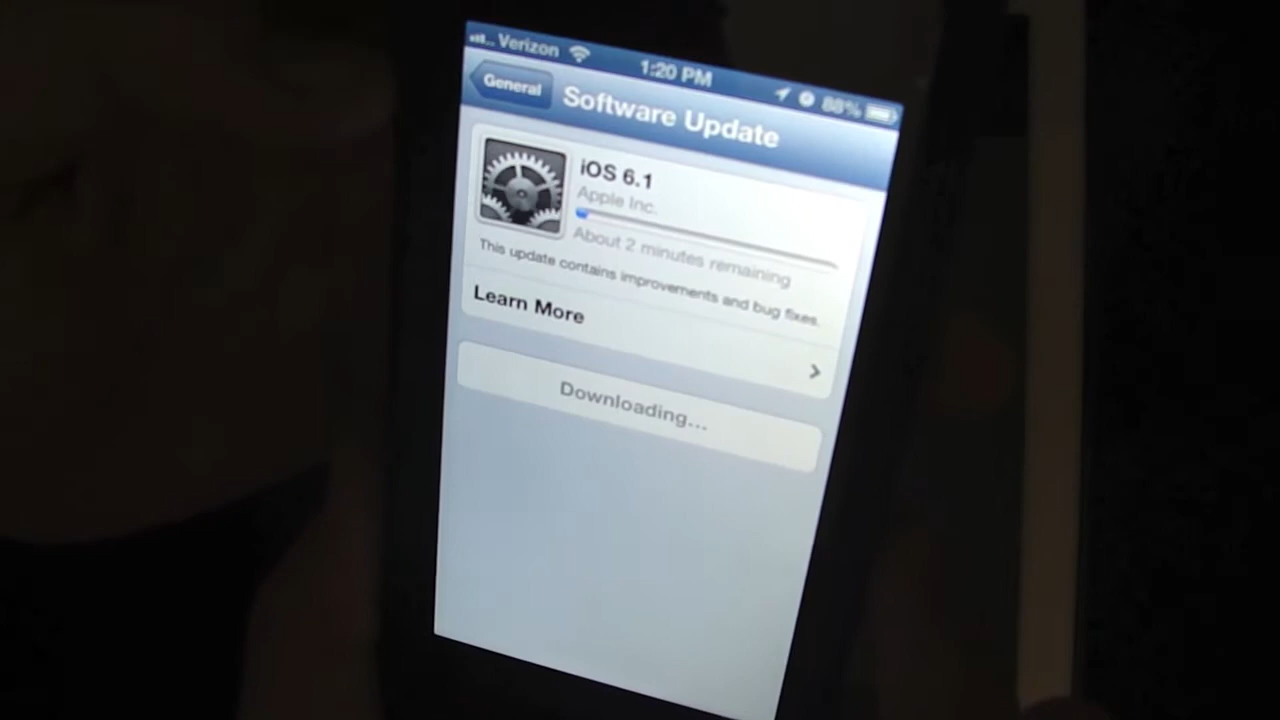 Verizon 1:20 PM 88%
General Software Update
iOS 6.1
Apple Inc.
About 2 minutes remaining
This update contains improvements and bug fixes.
Learn More
Downloading...